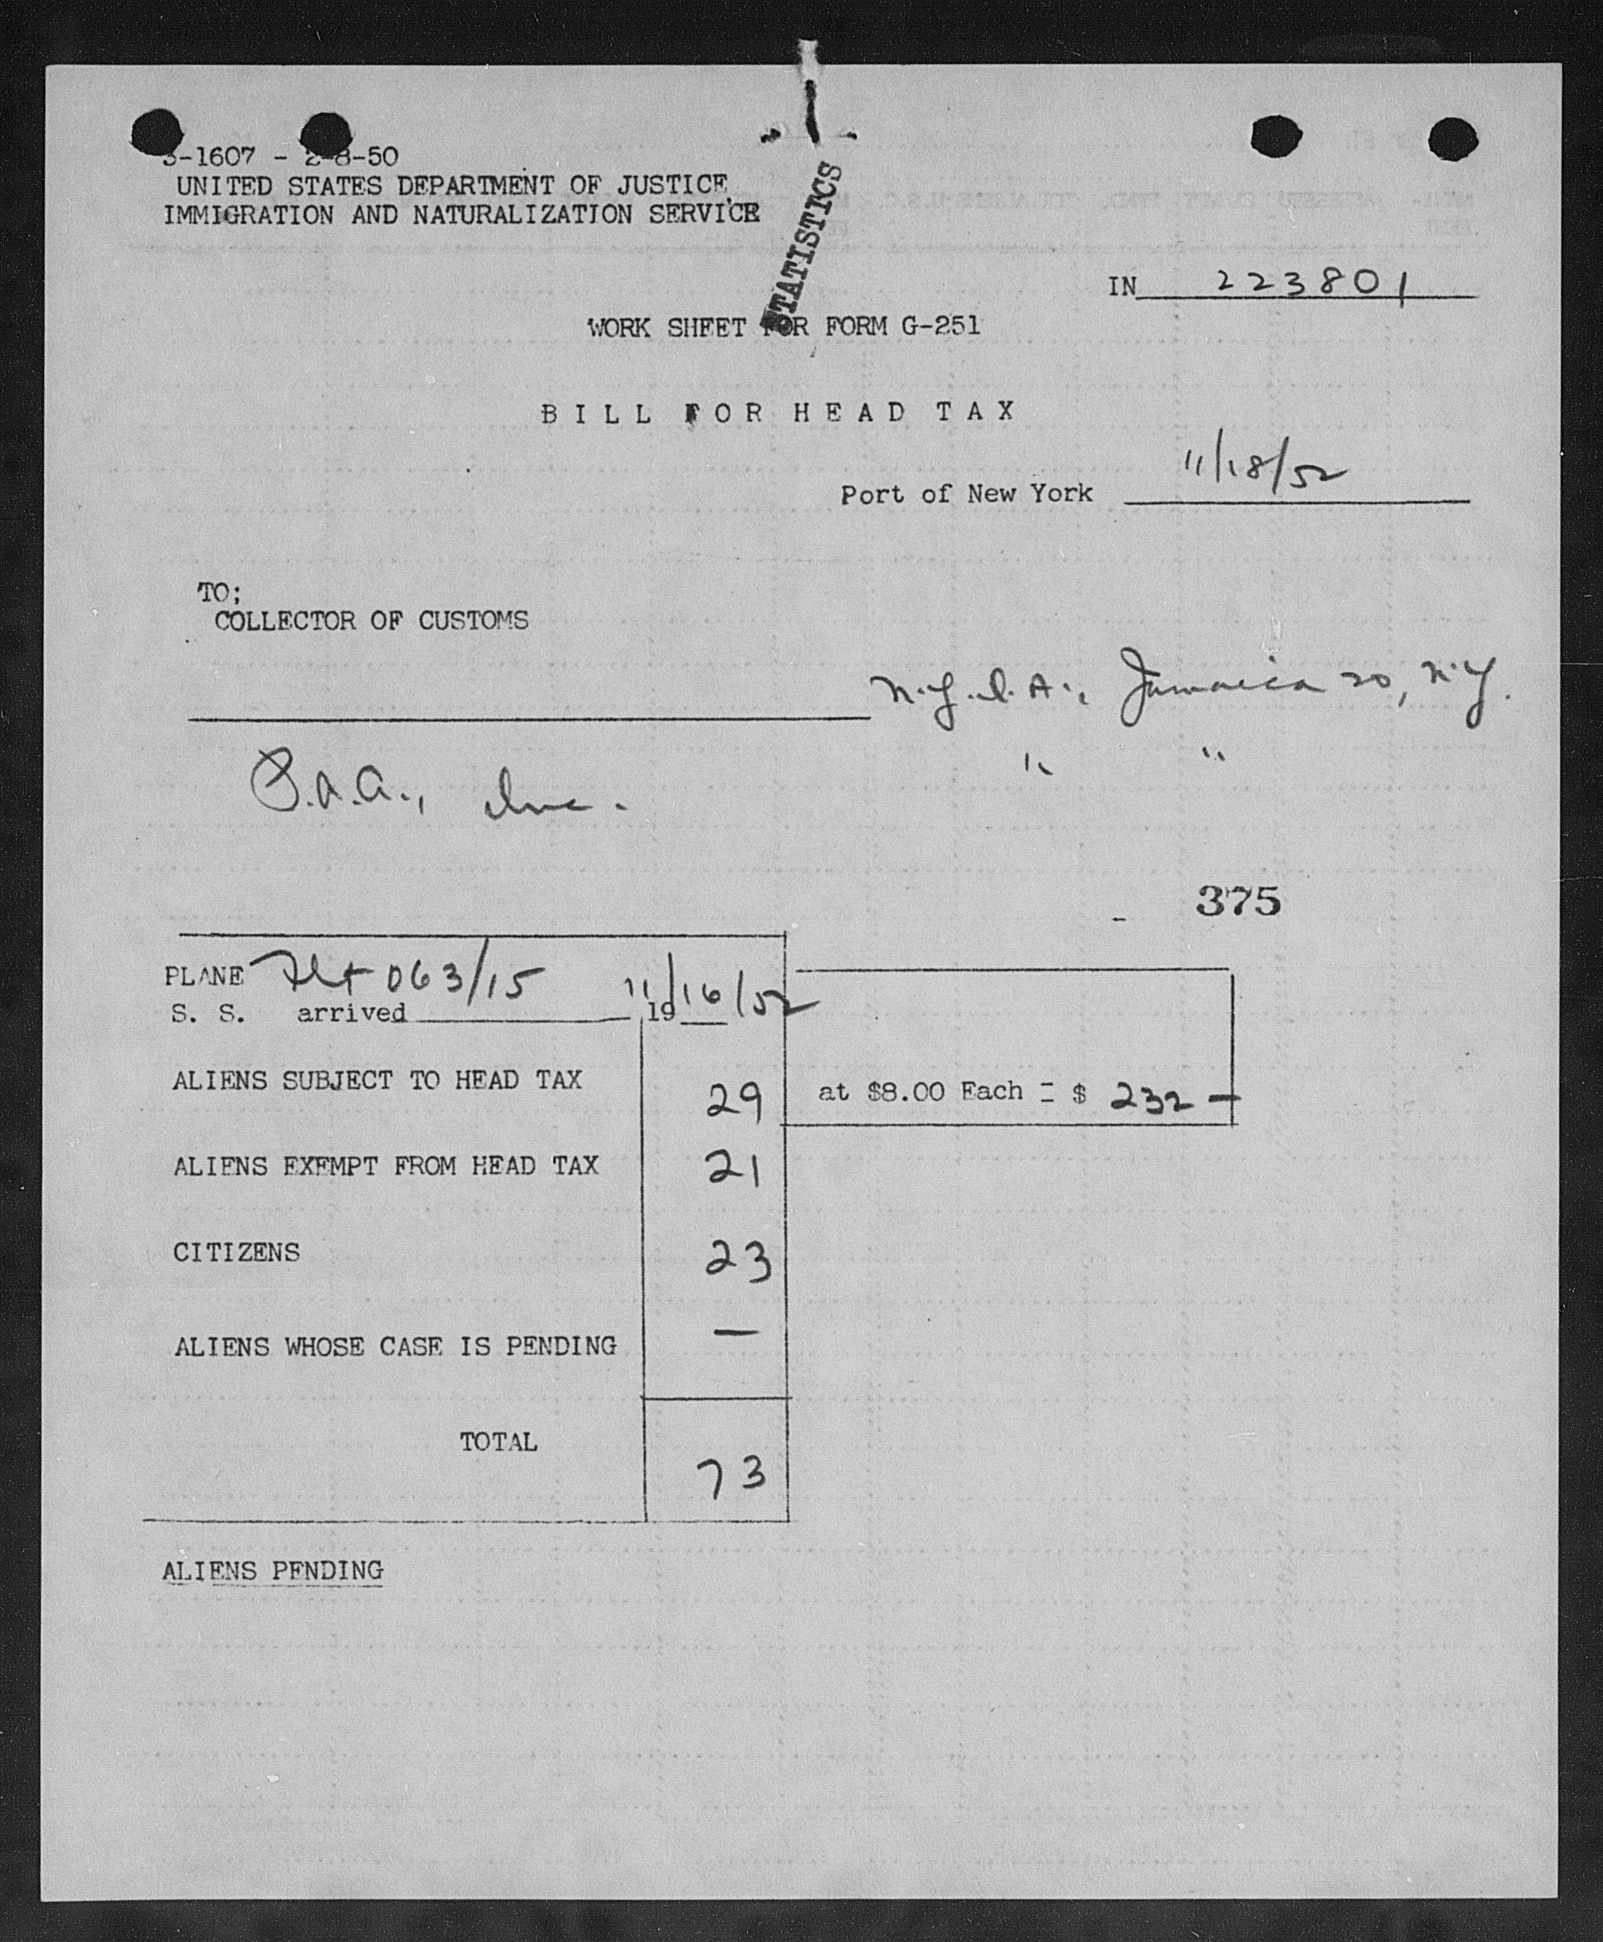 3-1607 - 2-8-50
UNITED STATES DEPARTMENT OF JUSTICE
IMMIGRATION AND NATURALIZATION SERVICE
STATISTICS
IN 223801
WORK SHEET FOR FORM G-251
BILL FOR HEAD TAX
11/18/52
Port of New York
TO;
COLLECTOR OF CUSTOMS
N.Y.I.A., Jamaica 20, N.Y.
P.A.A., Inc. " "
375
PLANE Flt 063/15 11/16/52
S. S. arrived 19
ALIENS SUBJECT TO HEAD TAX 29 at $8.00 Each = $ 232 —
ALIENS EXEMPT FROM HEAD TAX 21
CITIZENS 23
ALIENS WHOSE CASE IS PENDING —
TOTAL 73
ALIENS PENDING